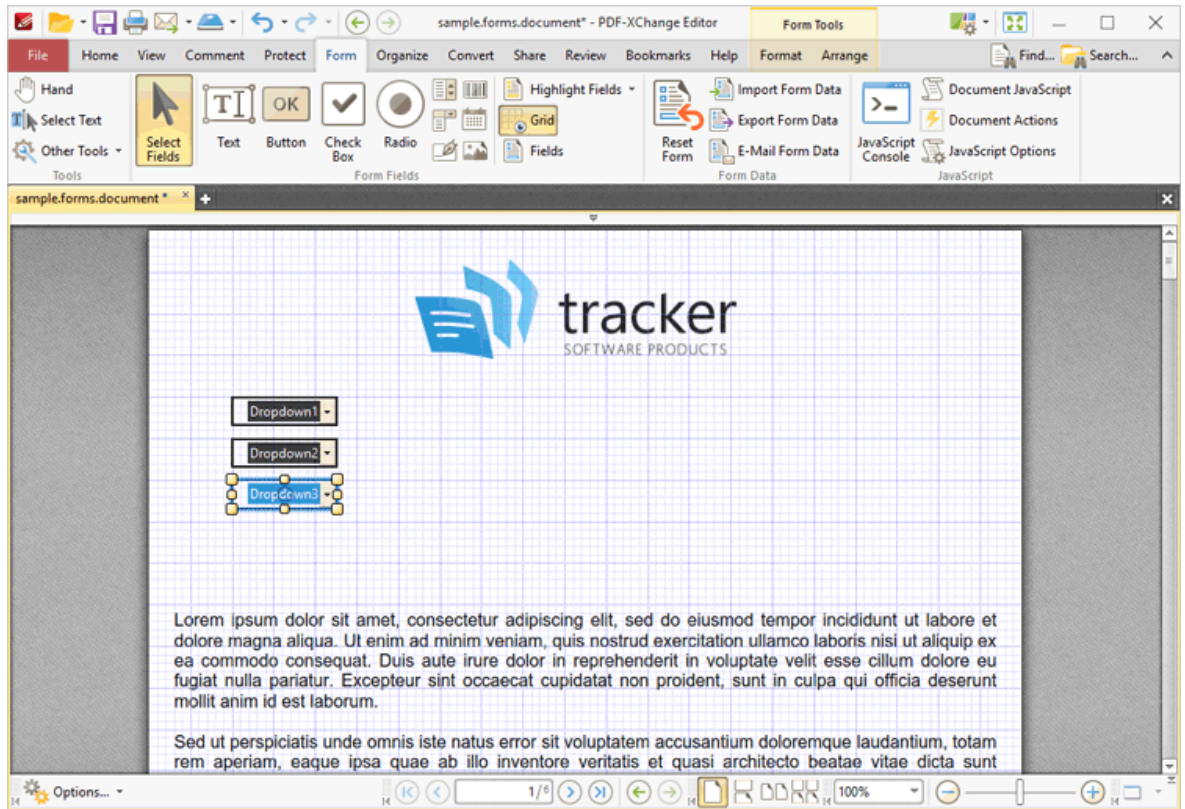 sample.forms.document* - PDF-XChange Editor
Form Tools
File Home View Comment Protect Form Organize Convert Share Review Bookmarks Help Format Arrange Find... Search...
Hand
Select Text
Other Tools
Tools
Select Fields
Text
OK
Button
Check Box
Radio
Form Fields
Highlight Fields
Grid
Fields
Reset Form
Import Form Data
Export Form Data
E-Mail Form Data
Form Data
JavaScript Console
Document JavaScript
Document Actions
JavaScript Options
JavaScript
sample.forms.document *
tracker
SOFTWARE PRODUCTS
Dropdown1
Dropdown2
Dropdown3
Lorem ipsum dolor sit amet, consectetur adipiscing elit, sed do eiusmod tempor incididunt ut labore et
dolore magna aliqua. Ut enim ad minim veniam, quis nostrud exercitation ullamco laboris nisi ut aliquip ex
ea commodo consequat. Duis aute irure dolor in reprehenderit in voluptate velit esse cillum dolore eu
fugiat nulla pariatur. Excepteur sint occaecat cupidatat non proident, sunt in culpa qui officia deserunt
mollit anim id est laborum.
Sed ut perspiciatis unde omnis iste natus error sit voluptatem accusantium doloremque laudantium, totam
rem aperiam, eaque ipsa quae ab illo inventore veritatis et quasi architecto beatae vitae dicta sunt
Options... 1/6 100%